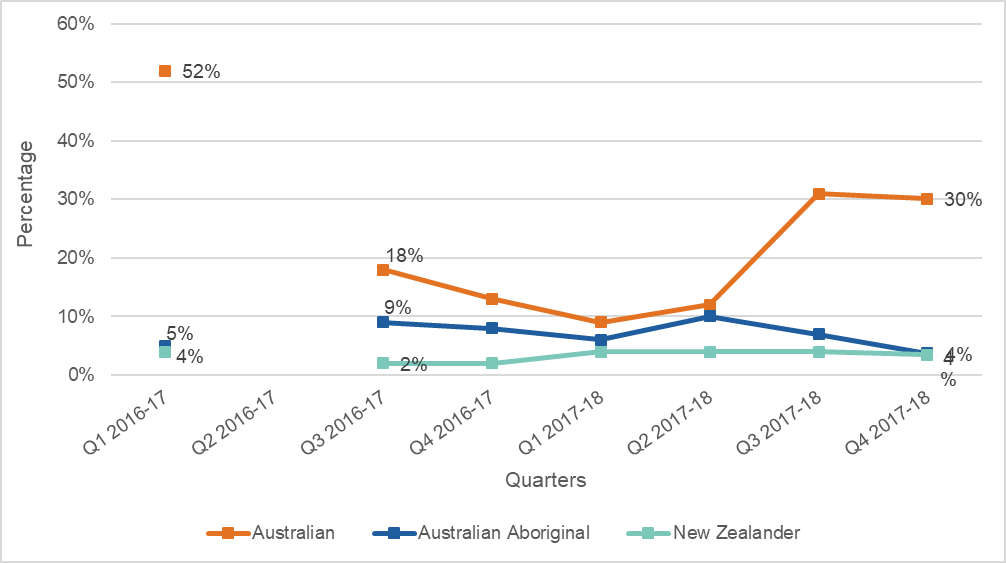 60%
50%
40%
30%
20%
10%
0%
Percentage
52%
5%
4%
18%
9%
2%
30%
4%
4
%
Q1 2016-17
Q2 2016-17
Q3 2016-17
Q4 2016-17
Q1 2017-18
Q2 2017-18
Q3 2017-18
Q4 2017-18
Quarters
Australian
Australian Aboriginal
New Zealander